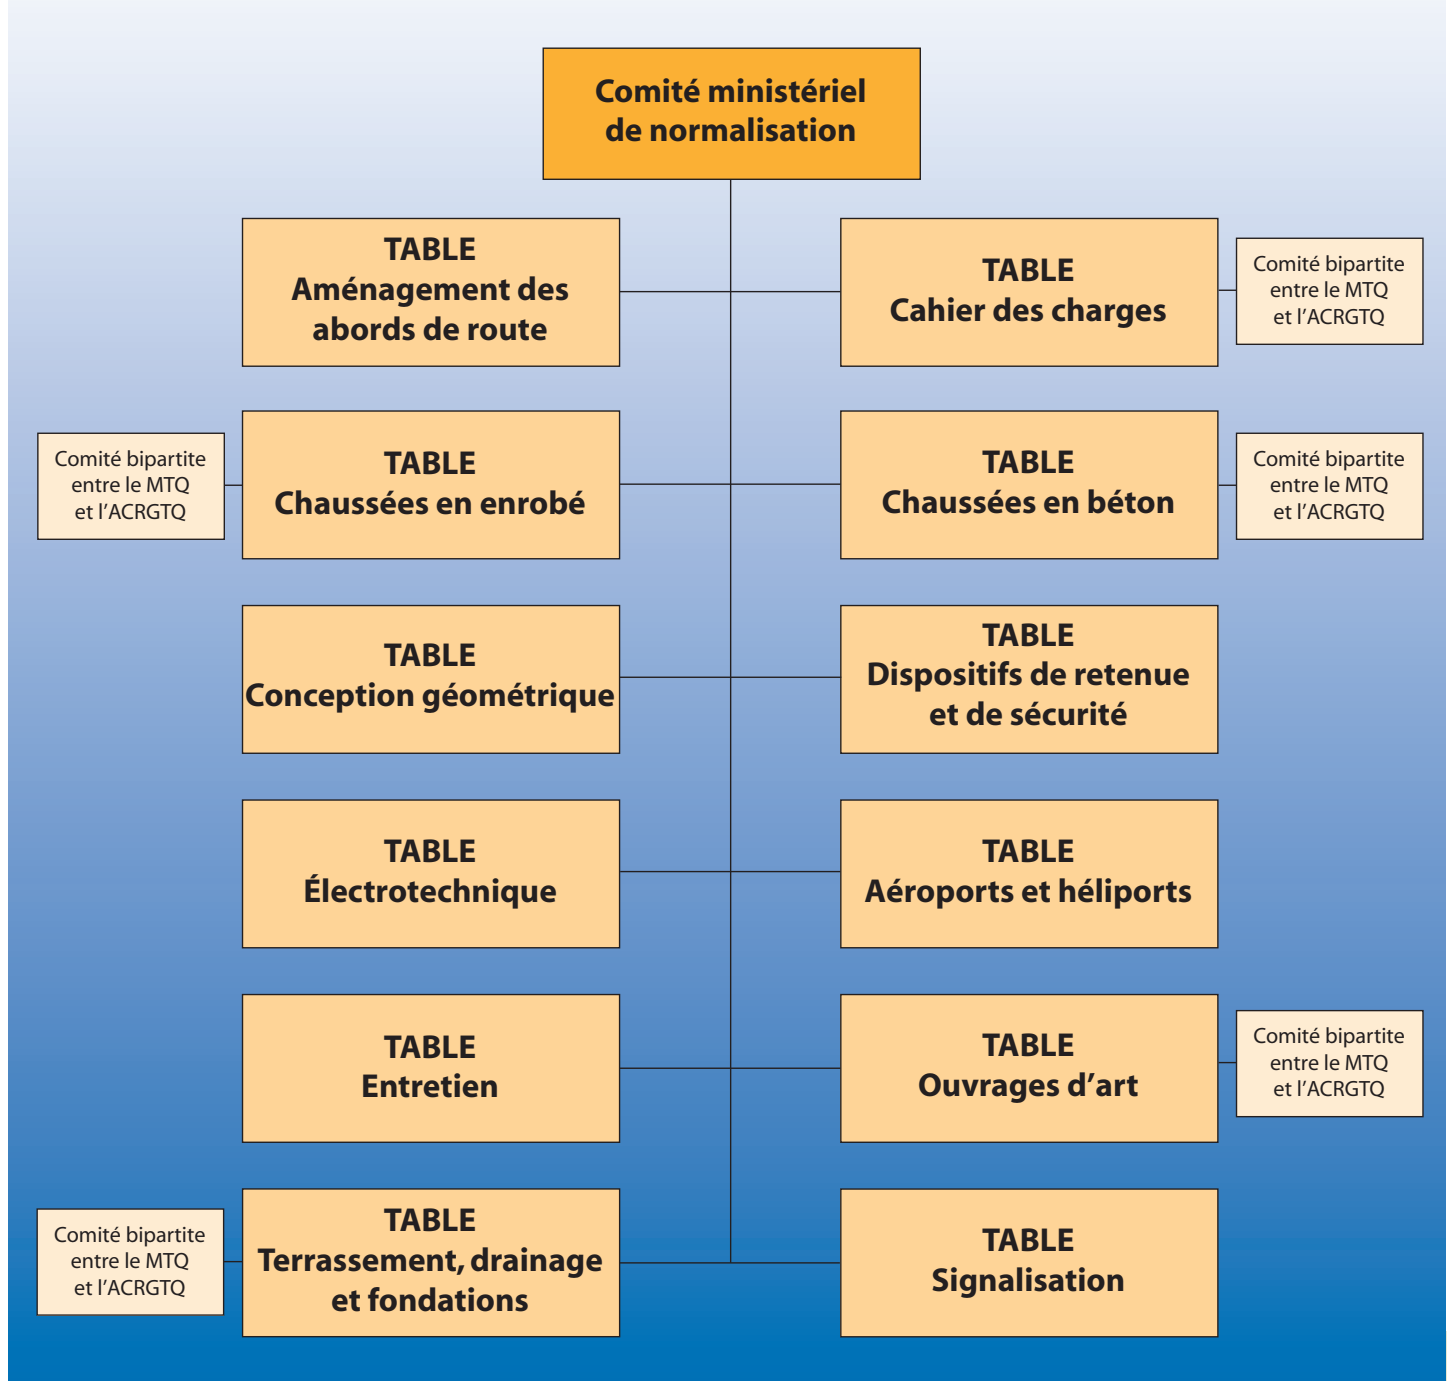 Comité ministériel
de normalisation
TABLE
Aménagement des
abords de route
TABLE
Cahier des charges
Comité bipartite
entre le MTQ
et l'ACRGTQ
Comité bipartite
entre le MTQ
et l'ACRGTQ
TABLE
Chaussées en enrobé
TABLE
Chaussées en béton
Comité bipartite
entre le MTQ
et l'ACRGTQ
TABLE
Conception géométrique
TABLE
Dispositifs de retenue
et de sécurité
TABLE
Électrotechnique
TABLE
Aéroports et héliports
TABLE
Entretien
TABLE
Ouvrages d'art
Comité bipartite
entre le MTQ
et l'ACRGTQ
Comité bipartite
entre le MTQ
et l'ACRGTQ
TABLE
Terrassement, drainage
et fondations
TABLE
Signalisation